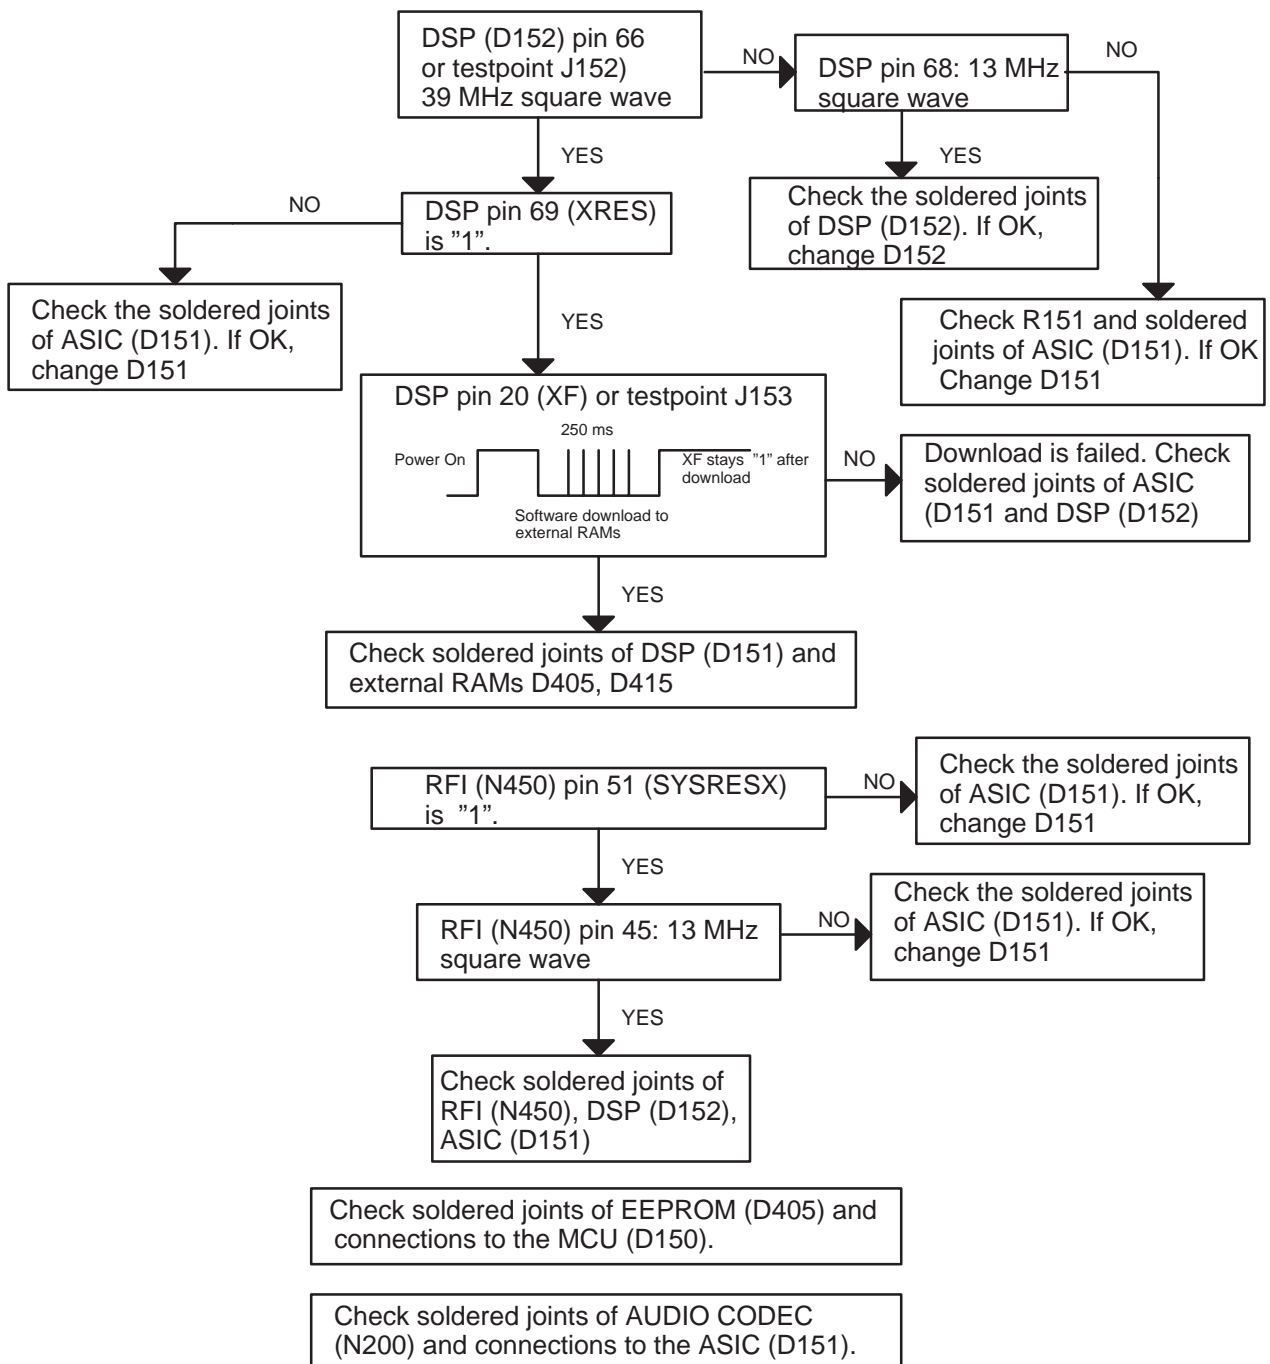 DSP (D152) pin 66
or testpoint J152)
39 MHz square wave
NO
DSP pin 68: 13 MHz
square wave
NO
YES
YES
Check the soldered joints
of DSP (D152). If OK,
change D152
NO
DSP pin 69 (XRES)
is ”1”.
Check the soldered joints
of ASIC (D151). If OK,
change D151
YES
Check R151 and soldered
joints of ASIC (D151). If OK
Change D151
DSP pin 20 (XF) or testpoint J153
250 ms
Power On
XF stays ”1” after
download
Software download to
external RAMs
NO
Download is failed. Check
soldered joints of ASIC
(D151 and DSP (D152)
YES
Check soldered joints of DSP (D151) and
external RAMs D405, D415
RFI (N450) pin 51 (SYSRESX)
is ”1”.
NO
Check the soldered joints
of ASIC (D151). If OK,
change D151
YES
RFI (N450) pin 45: 13 MHz
square wave
NO
Check the soldered joints
of ASIC (D151). If OK,
change D151
YES
Check soldered joints of
RFI (N450), DSP (D152),
ASIC (D151)
Check soldered joints of EEPROM (D405) and
connections to the MCU (D150).
Check soldered joints of AUDIO CODEC
(N200) and connections to the ASIC (D151).